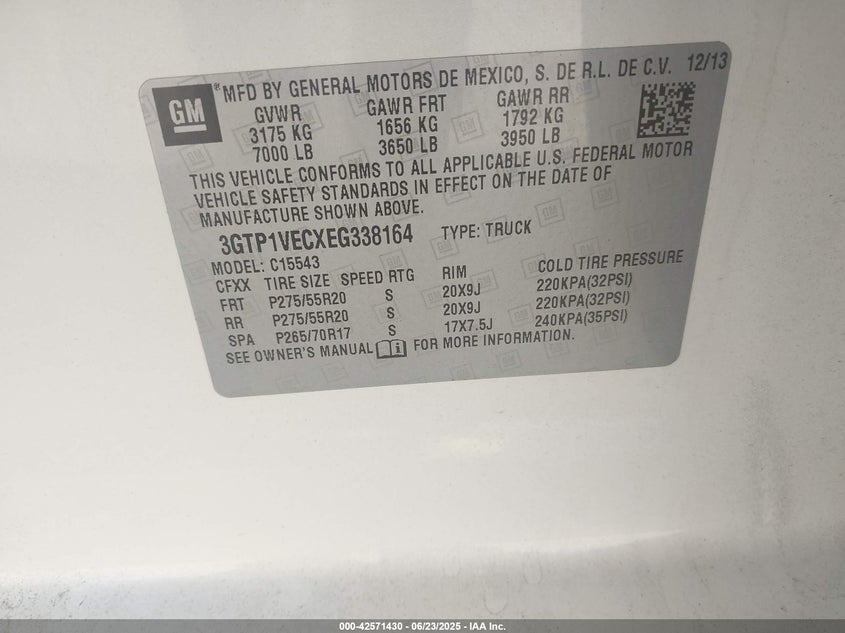 GM
® MFD BY GENERAL MOTORS DE MEXICO, S. DE R.L. DE C.V. 12/13
GVWR GAWR FRT GAWR RR
3175 KG 1656 KG 1792 KG
7000 LB 3650 LB 3950 LB
THIS VEHICLE CONFORMS TO ALL APPLICABLE U.S. FEDERAL MOTOR
VEHICLE SAFETY STANDARDS IN EFFECT ON THE DATE OF
MANUFACTURE SHOWN ABOVE.
3GTP1VECXEG338164 TYPE: TRUCK
MODEL: C15543
CFXX TIRE SIZE SPEED RTG RIM COLD TIRE PRESSURE
FRT P275/55R20 S 20X9J 220KPA(32PSI)
RR P275/55R20 S 20X9J 220KPA(32PSI)
SPA P265/70R17 S 17X7.5J 240KPA(35PSI)
SEE OWNER'S MANUAL FOR MORE INFORMATION.
000-42571430 - 06/23/2025 - IAA Inc.